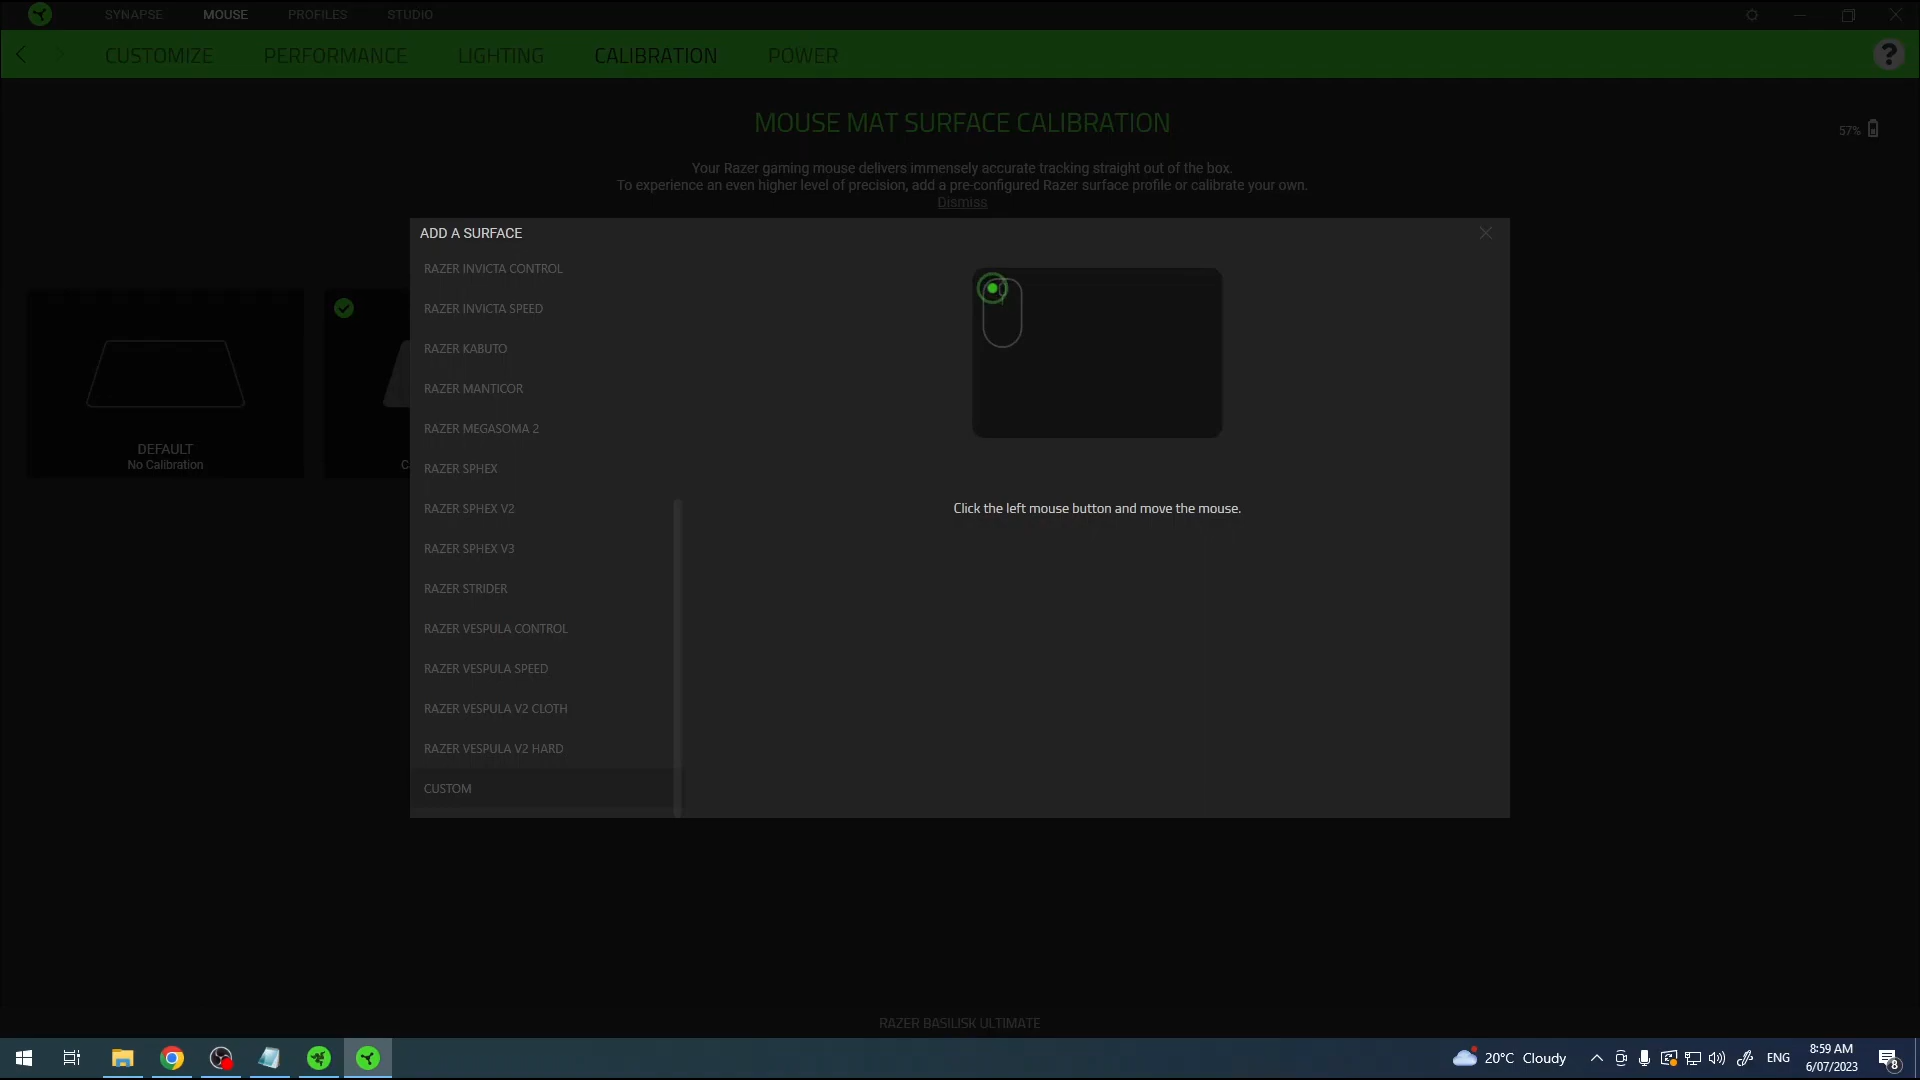 SYNAPSE MOUSE PROFILES STUDIO
CUSTOMIZE PERFORMANCE LIGHTING CALIBRATION POWER
?
MOUSE MAT SURFACE CALIBRATION
57%
Your Razer gaming mouse delivers immensely accurate tracking straight out of the box.
To experience an even higher level of precision, add a pre-configured Razer surface profile or calibrate your own.
Dismiss
ADD A SURFACE
RAZER INVICTA CONTROL
RAZER INVICTA SPEED
RAZER KABUTO
RAZER MANTICOR
RAZER MEGASOMA 2
RAZER SPHEX
RAZER SPHEX V2
RAZER SPHEX V3
RAZER STRIDER
RAZER VESPULA CONTROL
RAZER VESPULA SPEED
RAZER VESPULA V2 CLOTH
RAZER VESPULA V2 HARD
CUSTOM
Click the left mouse button and move the mouse.
DEFAULT
No Calibration
C
RAZER BASILISK ULTIMATE
20°C Cloudy
ENG
8:59 AM
6/07/2023
8